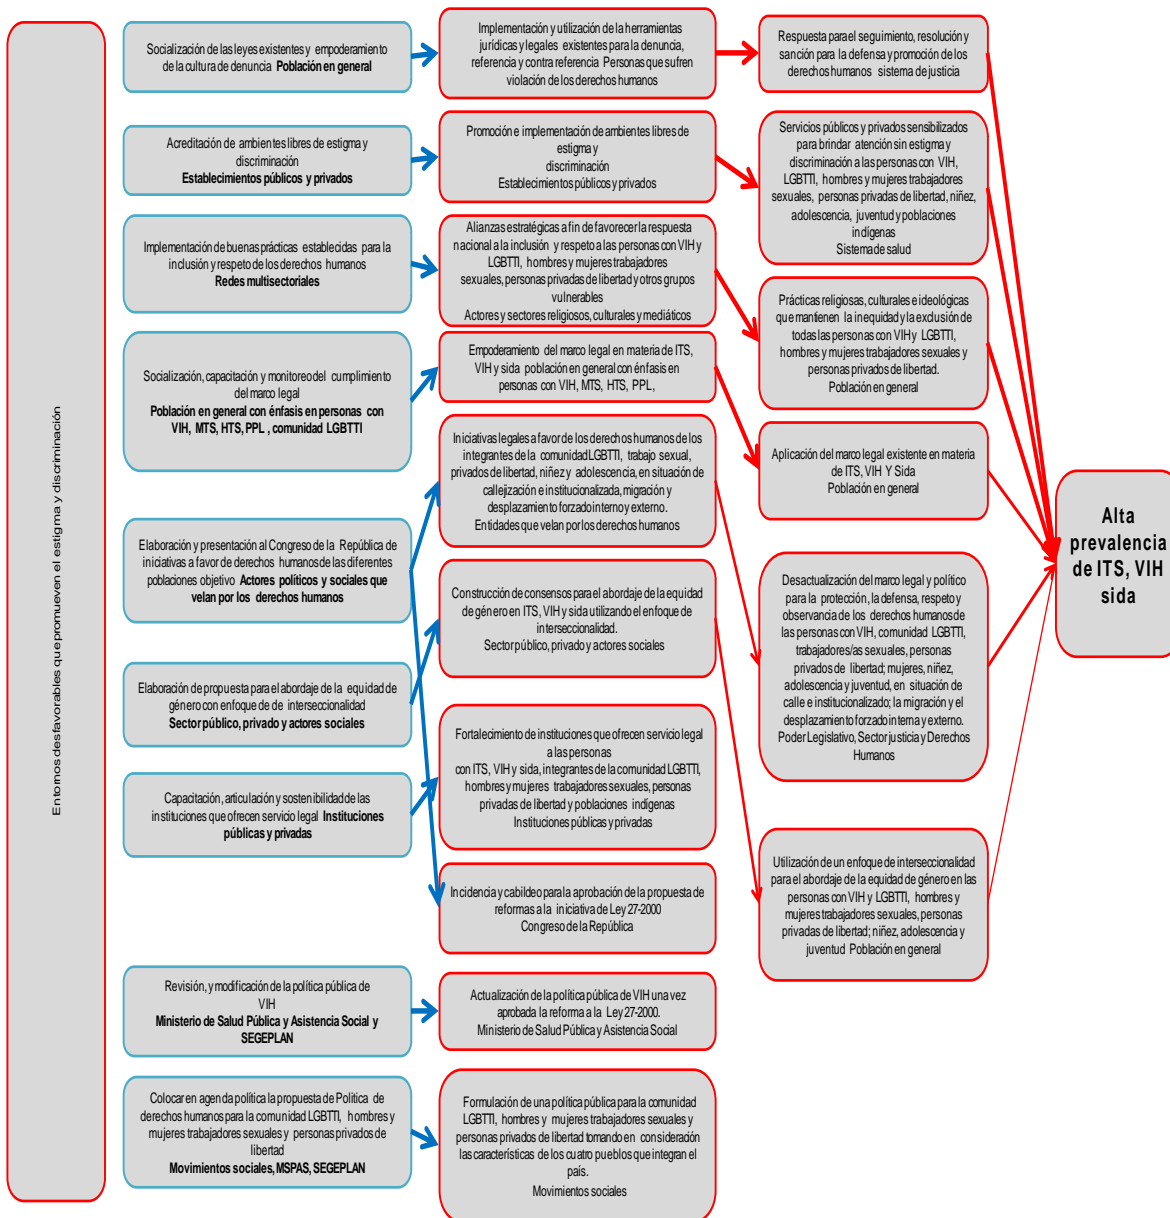 Entornos desfavorables que promueven el estigma y discriminación
Socialización de las leyes existentes y empoderamiento
de la cultura de denuncia Población en general
Acreditación de ambientes libres de estigma y
discriminación
Establecimientos públicos y privados
Implementación de buenas prácticas establecidas para la
inclusión y respeto de los derechos humanos
Redes multisectoriales
Socialización, capacitación y monitoreo del cumplimiento
del marco legal
Población en general con énfasis en personas con
VIH, MTS, HTS, PPL , comunidad LGBTTI
Elaboración y presentación al Congreso de la República de
iniciativas a favor de derechos humanos de las diferentes
poblaciones objetivo Actores políticos y sociales que
velan por los derechos humanos
Elaboración de propuesta para el abordaje de la equidad de
género con enfoque de de interseccionalidad
Sector público, privado y actores sociales
Capacitación, articulación y sostenibilidad de las
instituciones que ofrecen servicio legal Instituciones
públicas y privadas
Revisión, y modificación de la política pública de
VIH
Ministerio de Salud Pública y Asistencia Social y
SEGEPLAN
Colocar en agenda política la propuesta de Politica de
derechos humanos para la comunidad LGBTTI, hombres y
mujeres trabajadores sexuales y personas privados de
libertad
Movimientos sociales, MSPAS, SEGEPLAN
Implementación y utilización de la herramientas
jurídicas y legales existentes para la denuncia,
referencia y contra referencia Personas que sufren
violación de los derechos humanos
Promoción e implementación de ambientes libres de
estigma y
discriminación
Establecimientos públicos y privados
Alianzas estratégicas a fin de favorecer la respuesta
nacional a la inclusión y respeto a las personas con VIH y
LGBTTI, hombres y mujeres trabajadores
sexuales, personas privadas de libertad y otros grupos
vulnerables
Actores y sectores religiosos, culturales y mediáticos
Empoderamiento del marco legal en materia de ITS,
VIH y sida población en general con énfasis en
personas con VIH, MTS, HTS, PPL,
Iniciativas legales a favor de los derechos humanos de los
integrantes de la comunidad LGBTTI, trabajo sexual,
privados de libertad, niñez y adolescencia, en situación de
callejización e institucionalizada, migración y
desplazamiento forzado interno y externo.
Entidades que velan por los derechos humanos
Construcción de consensos para el abordaje de la equidad
de género en ITS, VIH y sida utilizando el enfoque de
interseccionalidad.
Sector público, privado y actores sociales
Fortalecimiento de instituciones que ofrecen servicio legal
a las personas
con ITS, VIH y sida, integrantes de la comunidad LGBTTI,
hombres y mujeres trabajadores sexuales, personas
privadas de libertad y poblaciones indígenas
Instituciones públicas y privadas
Incidencia y cabildeo para la aprobación de la propuesta de
reformas a la iniciativa de Ley 27-2000
Congreso de la República
Actualización de la política pública de VIH una vez
aprobada la reforma a la Ley 27-2000.
Ministerio de Salud Pública y Asistencia Social
Formulación de una política pública para la comunidad
LGBTTI, hombres y mujeres trabajadores sexuales y
personas privados de libertad tomando en consideración
las características de los cuatro pueblos que integran el
país.
Movimientos sociales
Respuesta para el seguimiento, resolución y
sanción para la defensa y promoción de los
derechos humanos sistema de justicia
Servicios públicos y privados sensibilizados
para brindar atención sin estigma y
discriminación a las personas con VIH,
LGBTTI, hombres y mujeres trabajadores
sexuales, personas privadas de libertad, niñez,
adolescencia, juventud y poblaciones
indígenas
Sistema de salud
Prácticas religiosas, culturales e ideológicas
que mantienen la inequidad y la exclusión de
todas las personas con VIH y LGBTTI,
hombres y mujeres trabajadores sexuales y
personas privados de libertad.
Población en general
Aplicación del marco legal existente en materia
de ITS, VIH Y Sida
Población en general
Desactualización del marco legal y político
para la protección, la defensa, respeto y
observancia de los derechos humanos de
las personas con VIH, comunidad LGBTTI,
trabajadores/as sexuales, personas
privados de libertad; mujeres, niñez,
adolescencia y juventud, en situación de
calle e institucionalizado; la migración y el
desplazamiento forzado interna y externo.
Poder Legislativo, Sector justicia y Derechos
Humanos
Utilización de un enfoque de interseccionalidad
para el abordaje de la equidad de género en las
personas con VIH y LGBTTI, hombres y
mujeres trabajadores sexuales, personas
privadas de libertad; niñez, adolescencia y
juventud Población en general
Alta
prevalencia
de ITS, VIH
sida